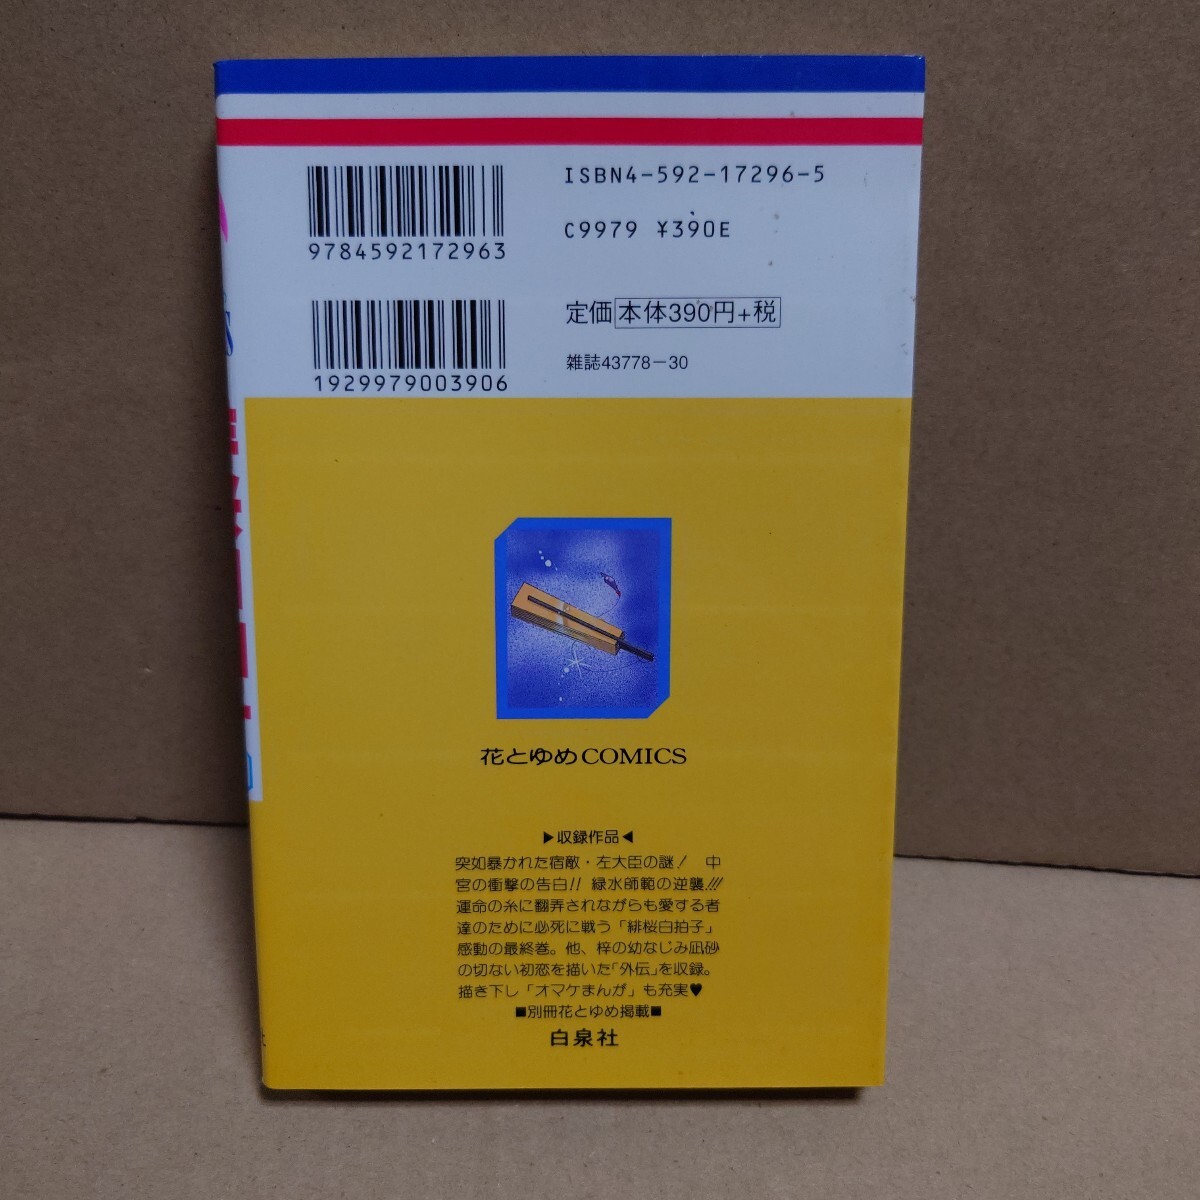 ISBN4-592-17296-5
9784592172963
C9979 ¥390E
定価 本体390円+税
雑誌43778-30
1929979003906
花とゆめCOMICS
▶収録作品◀
突如暴かれた宿敵・左大臣の謎! 中
宮の衝撃の告白!! 緑水師範の逆襲!!!
運命の糸に翻弄されながらも愛する者
達のために必死に戦う「緋桜白拍子」
感動の最終巻。他、梓の幼なじみ凪砂
の切ない初恋を描いた「外伝」を収録。
描き下し「オマケまんが」も充実♥
■別冊花とゆめ掲載■
白泉社